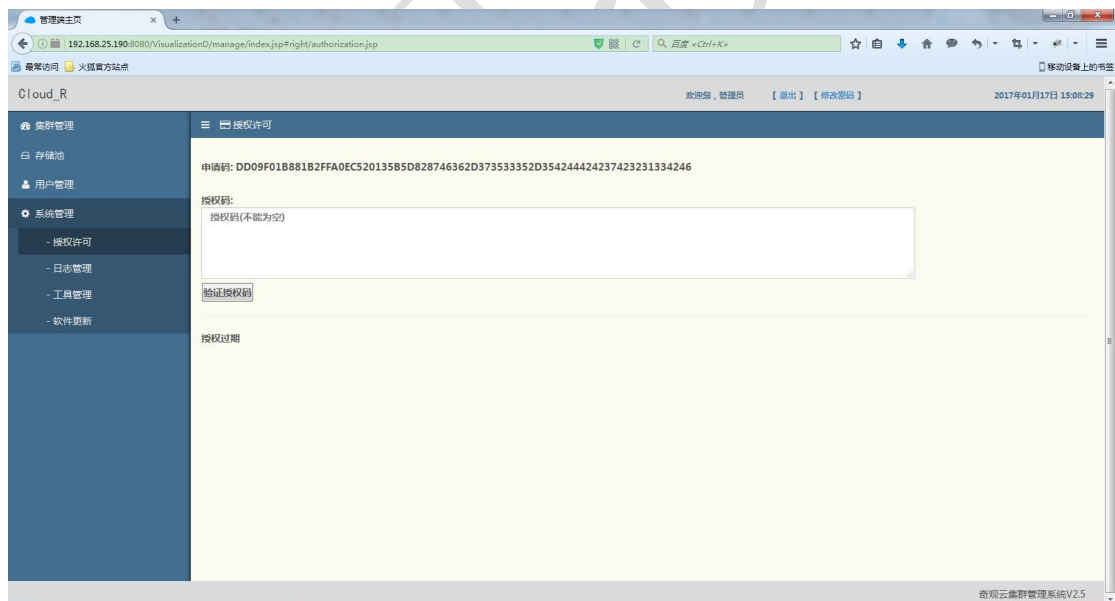 管理端主页
192.168.25.190:8080/VisualizationD/manage/index.jsp#right/authorization.jsp
百度 <Ctrl+K>
最常访问 火狐官方站点 移动设备上的书签
Cloud_R 欢迎您，管理员 【 退出 】 【 修改密码 】 2017年01月17日 15:08:29
集群管理
授权许可
存储池
申请码: DD09F01B881B2FFA0EC520135B5D828746362D373533352D354244424237423231334246
用户管理
授权码:
系统管理
授权码(不能为空)
- 授权许可
- 日志管理
- 工具管理
验证授权码
- 软件更新
授权过期
奇观云集群管理系统V2.5